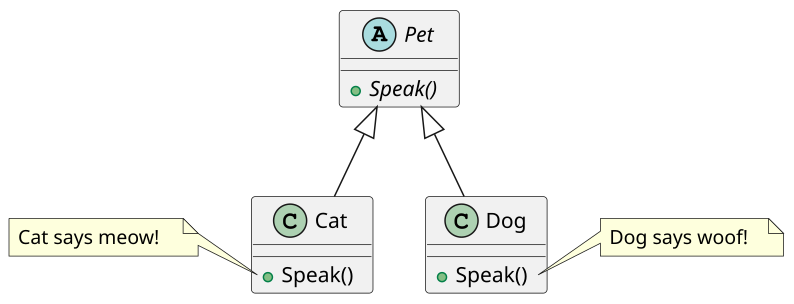 A Pet
Speak()
C Cat
Speak()
C Dog
Speak()
Cat says meow!
Dog says woof!